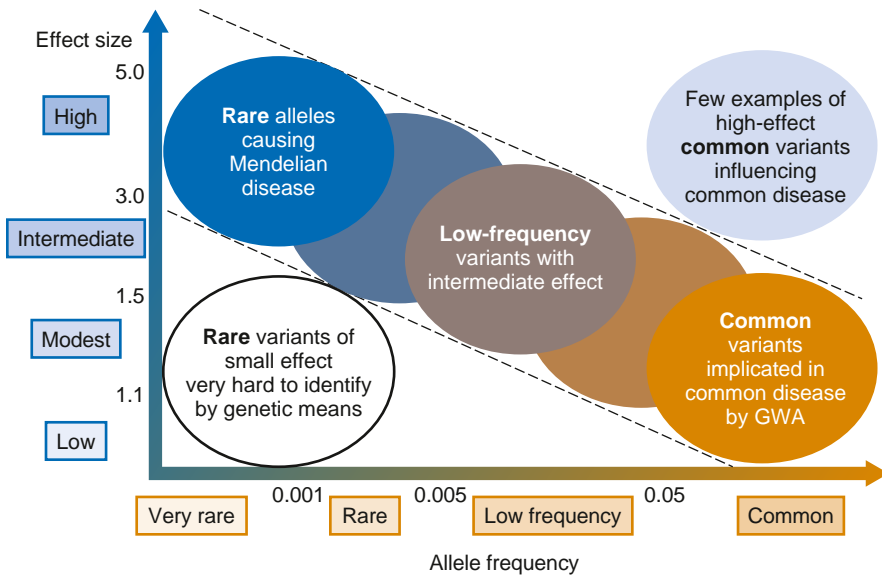 Effect size
5.0
High
3.0
Intermediate
1.5
Modest
1.1
Low
Rare alleles
causing
Mendelian
disease
Few examples of
high-effect
common variants
influencing
common disease
Low-frequency
variants with
intermediate effect
Rare variants of
small effect
very hard to identify
by genetic means
Common
variants
implicated in
common disease
by GWA
0.001
0.005
0.05
Very rare
Rare
Low frequency
Common
Allele frequency